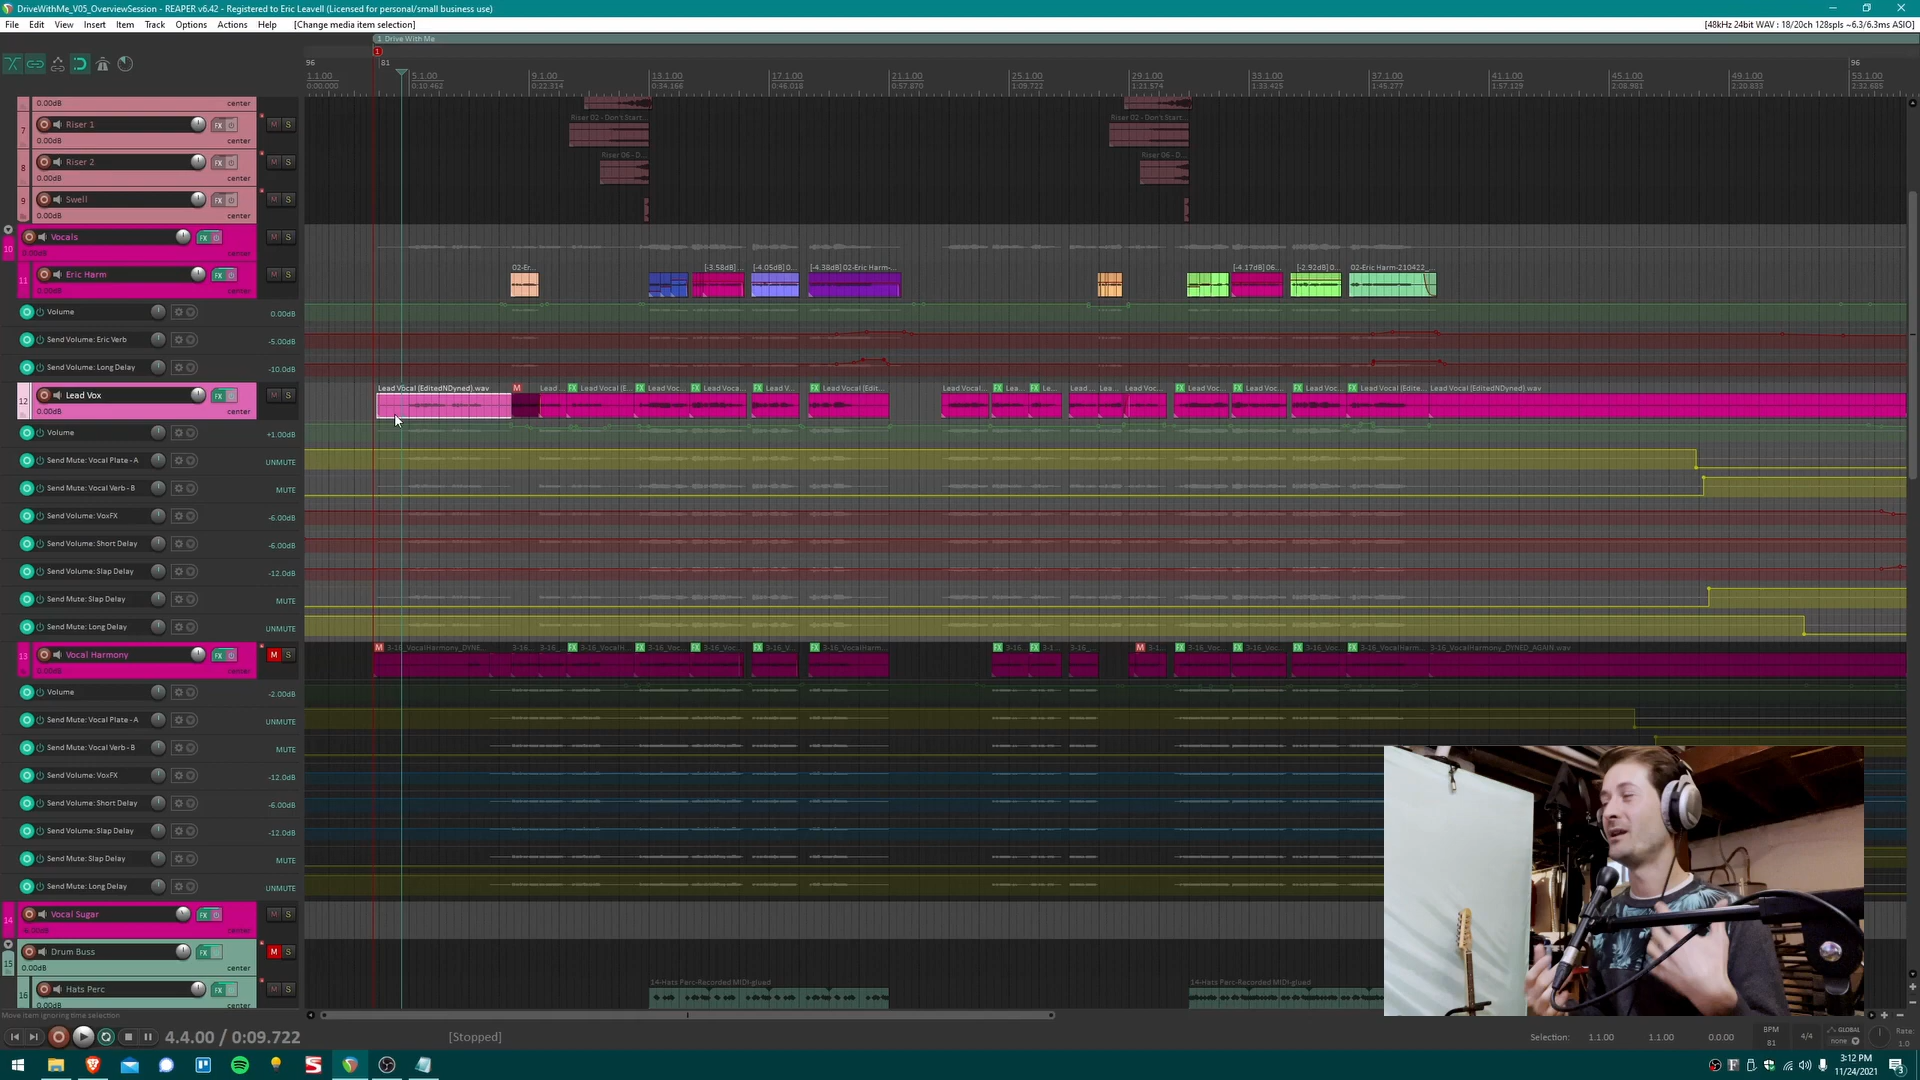 DriveWithMe_V05_OverviewSession - REAPER v6.42 - Registered to Eric Leavell (Licensed for personal/small business use)
File Edit View Insert Item Track Options Actions Help [Change media item selection]
[48kHz 24bit WAV : 18/20ch 128spls ~6.3/6.3ms ASIO]
1 Drive With Me
1
96 81 96
1.1.00 5.1.00 9.1.00 13.1.00 17.1.00 21.1.00 25.1.00 29.1.00 33.1.00 37.1.00 41.1.00 45.1.00 49.1.00 53.1.00
0:00.000 0:10.462 0:22.314 0:34.166 0:46.018 0:57.870 1:09.722 1:21.574 1:33.425 1:45.277 1:57.129 2:08.981 2:20.833 2:32.685
0.00dB center
7 Riser 1 FX M S
0.00dB center
Riser 02 - Don't Start... Riser 02 - Don't Start...
8 Riser 2 FX M S
0.00dB center
Riser 06 - D... Riser 06 - D...
9 Swell FX M S
0.00dB center
10 Vocals FX M S
0.00dB center
11 Eric Harm FX M S
0.00dB center
02-Er... [-3.58dB]... [-4.05dB] 0... [-4.38dB] 02-Eric Harm-... [-4.17dB] 06... [-2.92dB] 0... 02-Eric Harm-210422_...
Volume 0.00dB
Send Volume: Eric Verb -5.00dB
Send Volume: Long Delay -10.0dB
12 Lead Vox FX M S
0.00dB center
Lead Vocal (EditedNDyned).wav M Lead ... FX Lead Vocal (E... FX Lead Voc... FX Lead Voca... FX Lead V... FX Lead Vocal (Edit... Lead Vocal... FX Lea... FX Le... Lead ... Lea... Lead Voc... FX Lead Voc... FX Lead Voc... FX Lead Voc... FX Lead Vocal (Edite... Lead Vocal (EditedNDyned).wav
Volume +1.00dB
Send Mute: Vocal Plate - A UNMUTE
Send Mute: Vocal Verb - B MUTE
Send Volume: VoxFX -6.00dB
Send Volume: Short Delay -6.00dB
Send Volume: Slap Delay -12.0dB
Send Mute: Slap Delay MUTE
Send Mute: Long Delay UNMUTE
13 Vocal Harmony FX M S
0.00dB center
M 3-16_VocalHarmony_DYNE... 3-16... 3-16_... FX 3-16_VocalH... FX 3-16_Voc... FX 3-16_Voc... FX 3-16_V... FX 3-16_VocalHarm... FX 3-16... FX 3-1... 3-16_... M 3-1... FX 3-16_Voc... FX 3-16_Voc... FX 3-16_Voc... FX 3-16_VocalHarm... 3-16_VocalHarmony_DYNED_AGAIN.wav
Volume -2.00dB
Send Mute: Vocal Plate - A UNMUTE
Send Mute: Vocal Verb - B MUTE
Send Volume: VoxFX -12.0dB
Send Volume: Short Delay -6.00dB
Send Volume: Slap Delay -12.0dB
Send Mute: Slap Delay MUTE
Send Mute: Long Delay UNMUTE
14 Vocal Sugar FX M S
center
15 Drum Buss FX M S
0.00dB center
16 Hats Perc FX M S
0.00dB center
14-Hats Perc-Recorded MIDI-glued 14-Hats Perc-Recorded MIDI-glued
Move item ignoring time selection
4.4.00 / 0:09.722 [Stopped]
Selection: 1.1.00 1.1.00 0.0.00
BPM 81 4/4 GLOBAL none Rate: 1.0
3:12 PM
11/24/2021